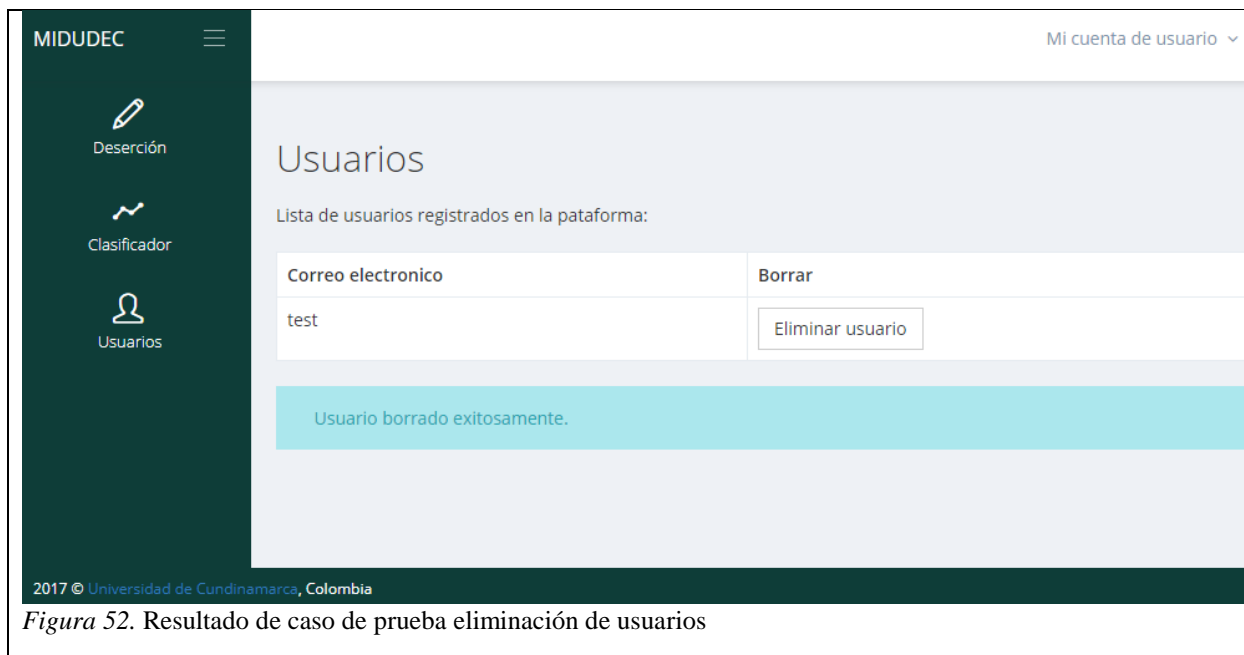 MIDUDEC
Mi cuenta de usuario
Deserción
Clasificador
Usuarios
Usuarios
Lista de usuarios registrados en la pataforma:
Correo electronico Borrar
test Eliminar usuario
Usuario borrado exitosamente.
2017 © Universidad de Cundinamarca, Colombia
Figura 52. Resultado de caso de prueba eliminación de usuarios